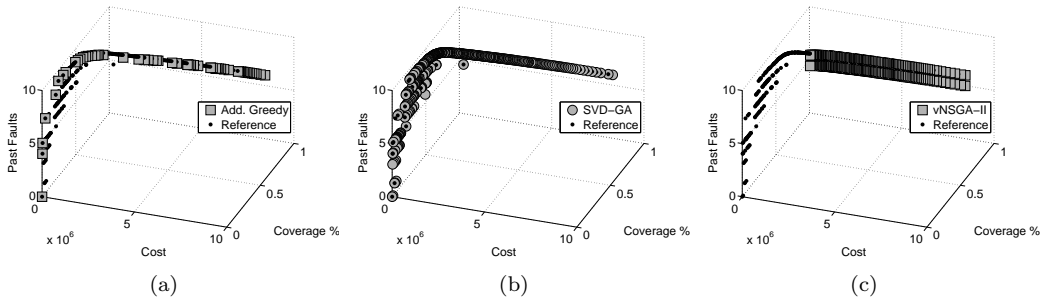 10
5
0
Past Faults
Add. Greedy
Reference
1
0.5
0
Coverage %
0
5
10
x 10^6
Cost
(a)
10
5
0
Past Faults
SVD−GA
Reference
1
0.5
0
Coverage %
0
5
10
x 10^6
Cost
(b)
10
5
0
Past Faults
vNSGA−II
Reference
1
0.5
0
Coverage %
0
5
10
x 10^6
Cost
(c)